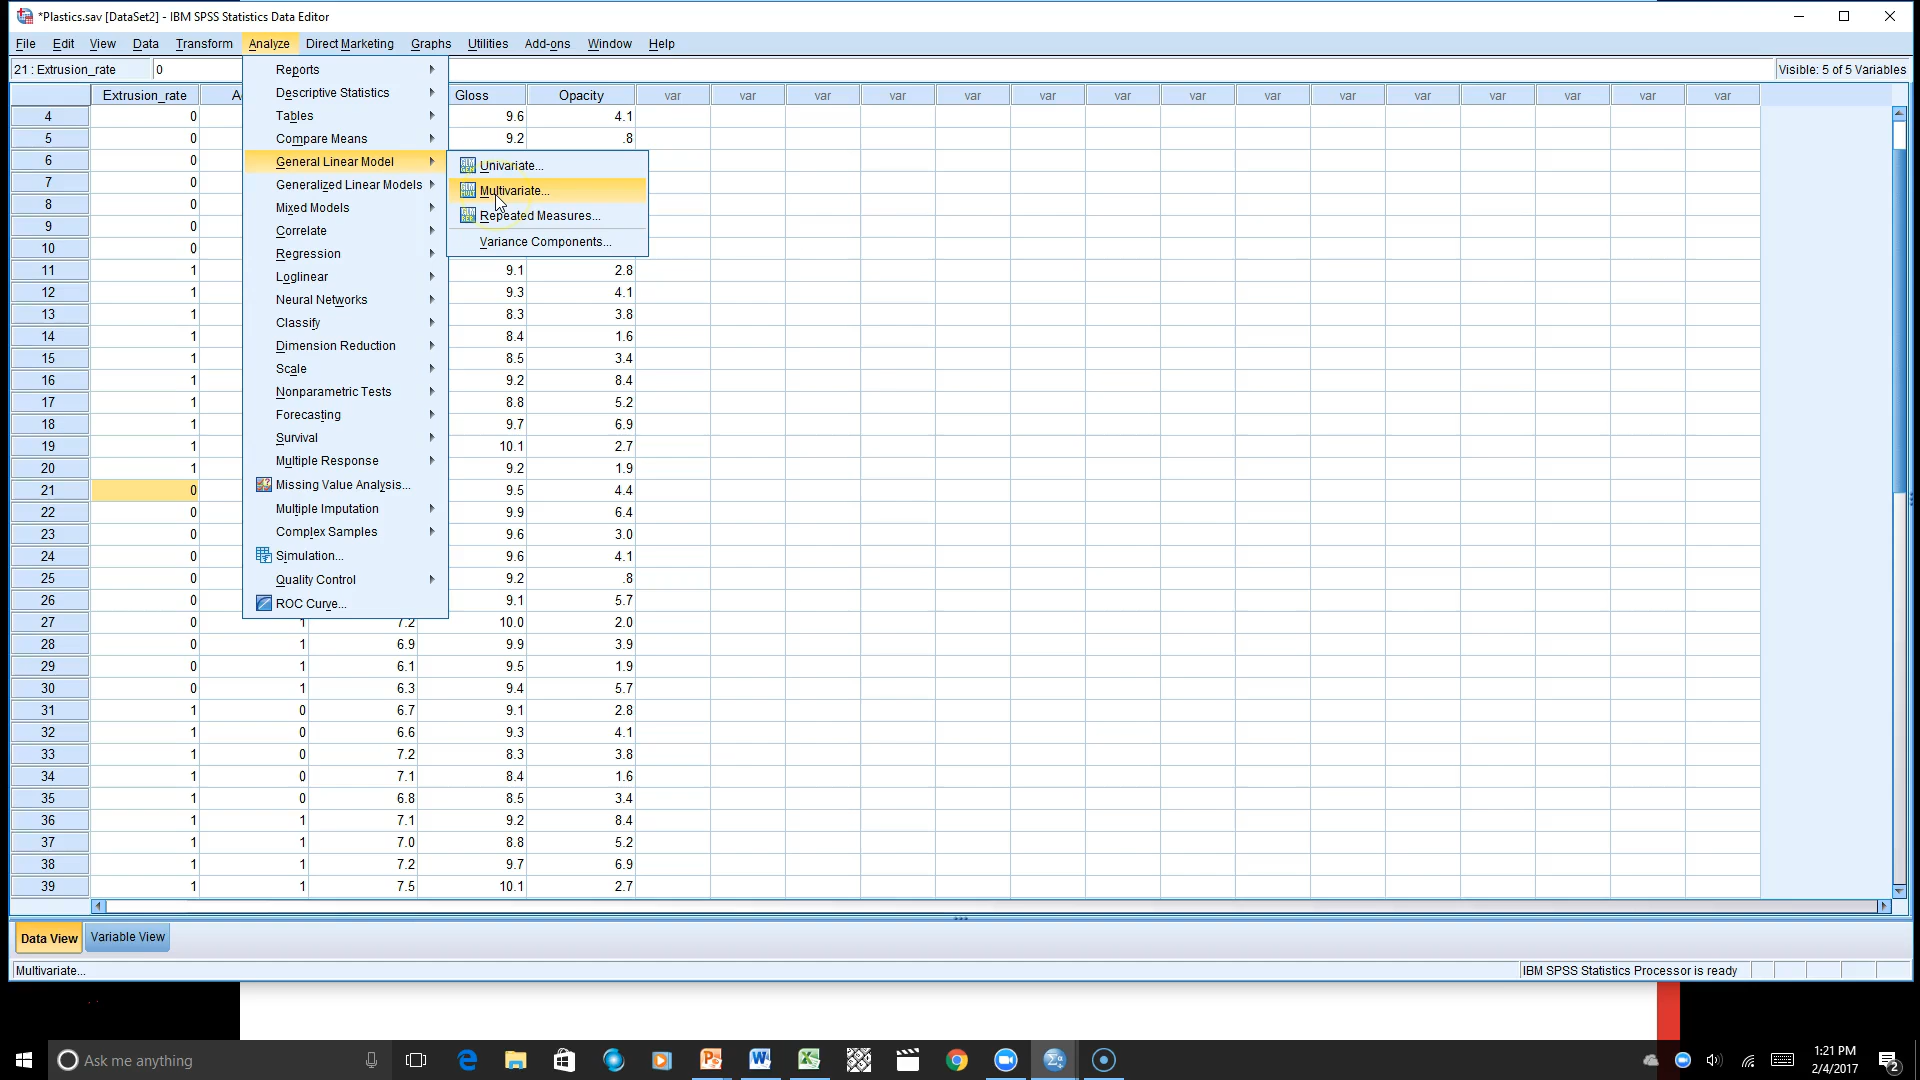 *Plastics.sav [DataSet2] - IBM SPSS Statistics Data Editor
File Edit View Data Transform Analyze Direct Marketing Graphs Utilities Add-ons Window Help
21 : Extrusion_rate 0 Visible: 5 of 5 Variables
Extrusion_rate Gloss Opacity var var var var var var var var var var var var var var var
4 0 9.6 4.1
5 0 9.2 .8
6 0
7 0
8 0
9 0
10 0
11 1 9.1 2.8
12 1 9.3 4.1
13 1 8.3 3.8
14 1 8.4 1.6
15 1 8.5 3.4
16 1 9.2 8.4
17 1 8.8 5.2
18 1 9.7 6.9
19 1 10.1 2.7
20 1 9.2 1.9
21 0 9.5 4.4
22 0 9.9 6.4
23 0 9.6 3.0
24 0 9.6 4.1
25 0 9.2 .8
26 0 9.1 5.7
27 0 1 7.2 10.0 2.0
28 0 1 6.9 9.9 3.9
29 0 1 6.1 9.5 1.9
30 0 1 6.3 9.4 5.7
31 1 0 6.7 9.1 2.8
32 1 0 6.6 9.3 4.1
33 1 0 7.2 8.3 3.8
34 1 0 7.1 8.4 1.6
35 1 0 6.8 8.5 3.4
36 1 1 7.1 9.2 8.4
37 1 1 7.0 8.8 5.2
38 1 1 7.2 9.7 6.9
39 1 1 7.5 10.1 2.7
Reports
Descriptive Statistics
Tables
Compare Means
General Linear Model
Generalized Linear Models
Mixed Models
Correlate
Regression
Loglinear
Neural Networks
Classify
Dimension Reduction
Scale
Nonparametric Tests
Forecasting
Survival
Multiple Response
Missing Value Analysis...
Multiple Imputation
Complex Samples
Simulation...
Quality Control
ROC Curve...
Univariate...
Multivariate...
Repeated Measures...
Variance Components...
Data View Variable View
Multivariate... IBM SPSS Statistics Processor is ready
Ask me anything
1:21 PM
2/4/2017
2